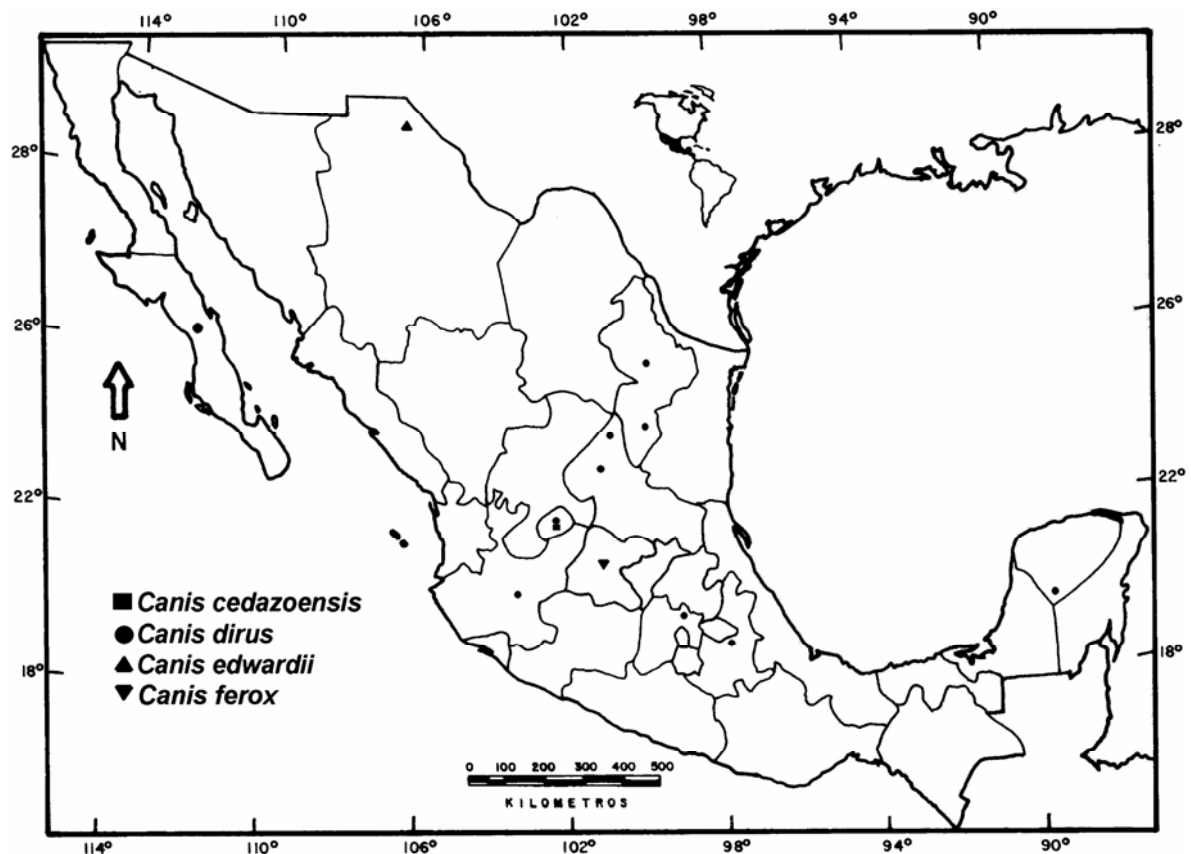 114° 110° 106° 102° 98° 94° 90°
28° 28°
26° 26°
N
22° 22°
■ Canis cedazoensis
● Canis dirus
▲ Canis edwardii
▼ Canis ferox
18° 18°
0 100 200 300 400 500
KILOMETROS
114° 110° 106° 102° 98° 94° 90°